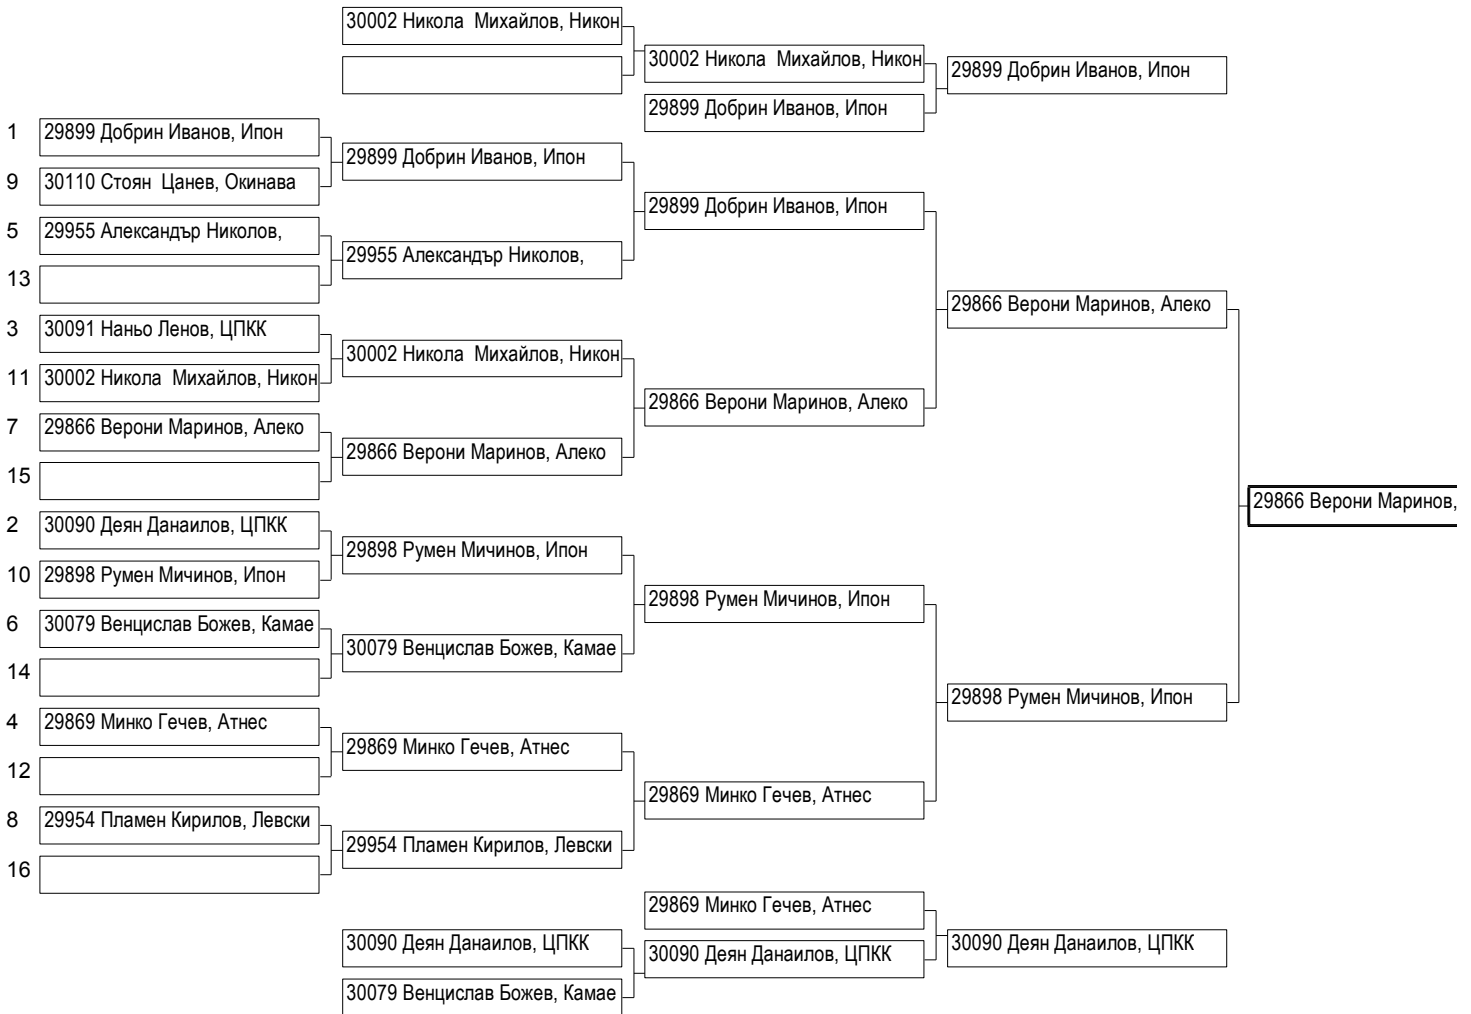 30002 Никола  Михайлов, Никон
30002 Никола  Михайлов, Никон
29899 Добрин Иванов, Ипон
29899 Добрин Иванов, Ипон
1 29899 Добрин Иванов, Ипон
29899 Добрин Иванов, Ипон
9 30110 Стоян  Цанев, Окинава
29899 Добрин Иванов, Ипон
5 29955 Александър Николов,
29955 Александър Николов,
13
29866 Верони Маринов, Алеко
3 30091 Наньо Ленов, ЦПКК
30002 Никола  Михайлов, Никон
11 30002 Никола  Михайлов, Никон
29866 Верони Маринов, Алеко
7 29866 Верони Маринов, Алеко
29866 Верони Маринов, Алеко
15
29866 Верони Маринов,
2 30090 Деян Данаилов, ЦПКК
29898 Румен Мичинов, Ипон
10 29898 Румен Мичинов, Ипон
29898 Румен Мичинов, Ипон
6 30079 Венцислав Божев, Камае
30079 Венцислав Божев, Камае
14
29898 Румен Мичинов, Ипон
4 29869 Минко Гечев, Атнес
29869 Минко Гечев, Атнес
12
29869 Минко Гечев, Атнес
8 29954 Пламен Кирилов, Левски
29954 Пламен Кирилов, Левски
16
29869 Минко Гечев, Атнес
30090 Деян Данаилов, ЦПКК
30090 Деян Данаилов, ЦПКК
30090 Деян Данаилов, ЦПКК
30079 Венцислав Божев, Камае